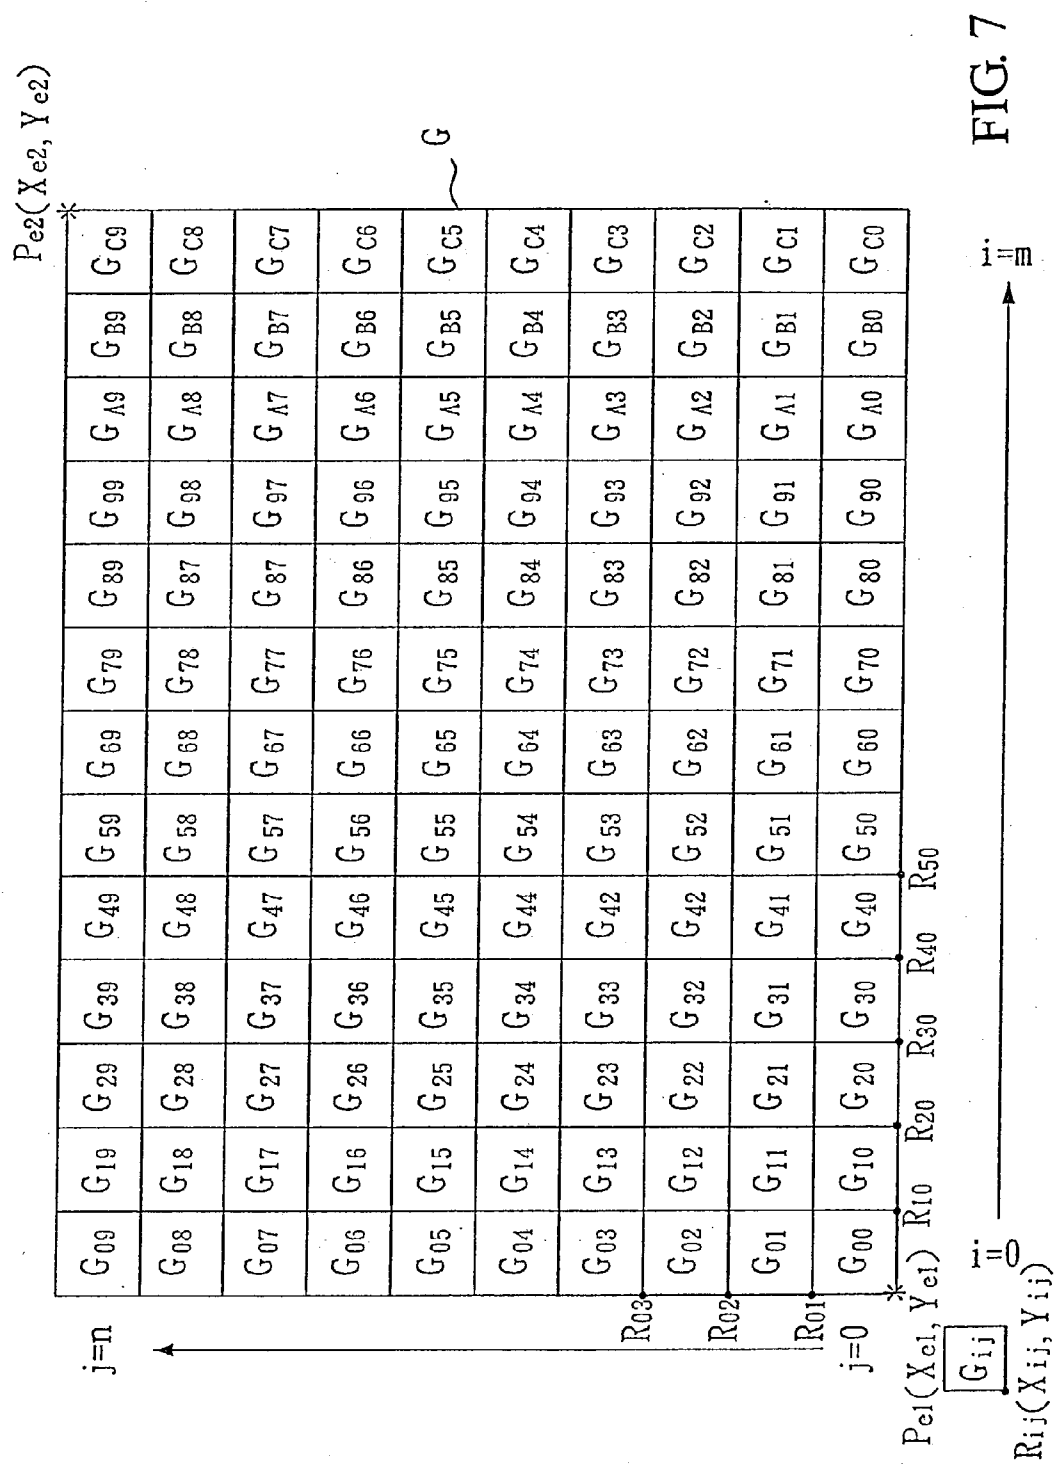 Pe2(Xe2, Ye2)
j=n G09 G19 G29 G39 G49 G59 G69 G79 G89 G99 GA9 GB9 GC9
G08 G18 G28 G38 G48 G58 G68 G78 G87 G98 GA8 GB8 GC8
G07 G17 G27 G37 G47 G57 G67 G77 G87 G97 GA7 GB7 GC7
G06 G16 G26 G36 G46 G56 G66 G76 G86 G96 GA6 GB6 GC6
G05 G15 G25 G35 G45 G55 G65 G75 G85 G95 GA5 GB5 GC5 G
G04 G14 G24 G34 G44 G54 G64 G74 G84 G94 GA4 GB4 GC4
G03 G13 G23 G33 G42 G53 G63 G73 G83 G93 GA3 GB3 GC3
R03
G02 G12 G22 G32 G42 G52 G62 G72 G82 G92 GA2 GB2 GC2
R02
G01 G11 G21 G31 G41 G51 G61 G71 G81 G91 GA1 GB1 GC1
R01
j=0 G00 G10 G20 G30 G40 G50 G60 G70 G80 G90 GA0 GB0 GC0
Pe1(Xe1, Ye1) R10 R20 R30 R40 R50
Gij i=0 i=m
Rij(Xij, Yij)
FIG. 7